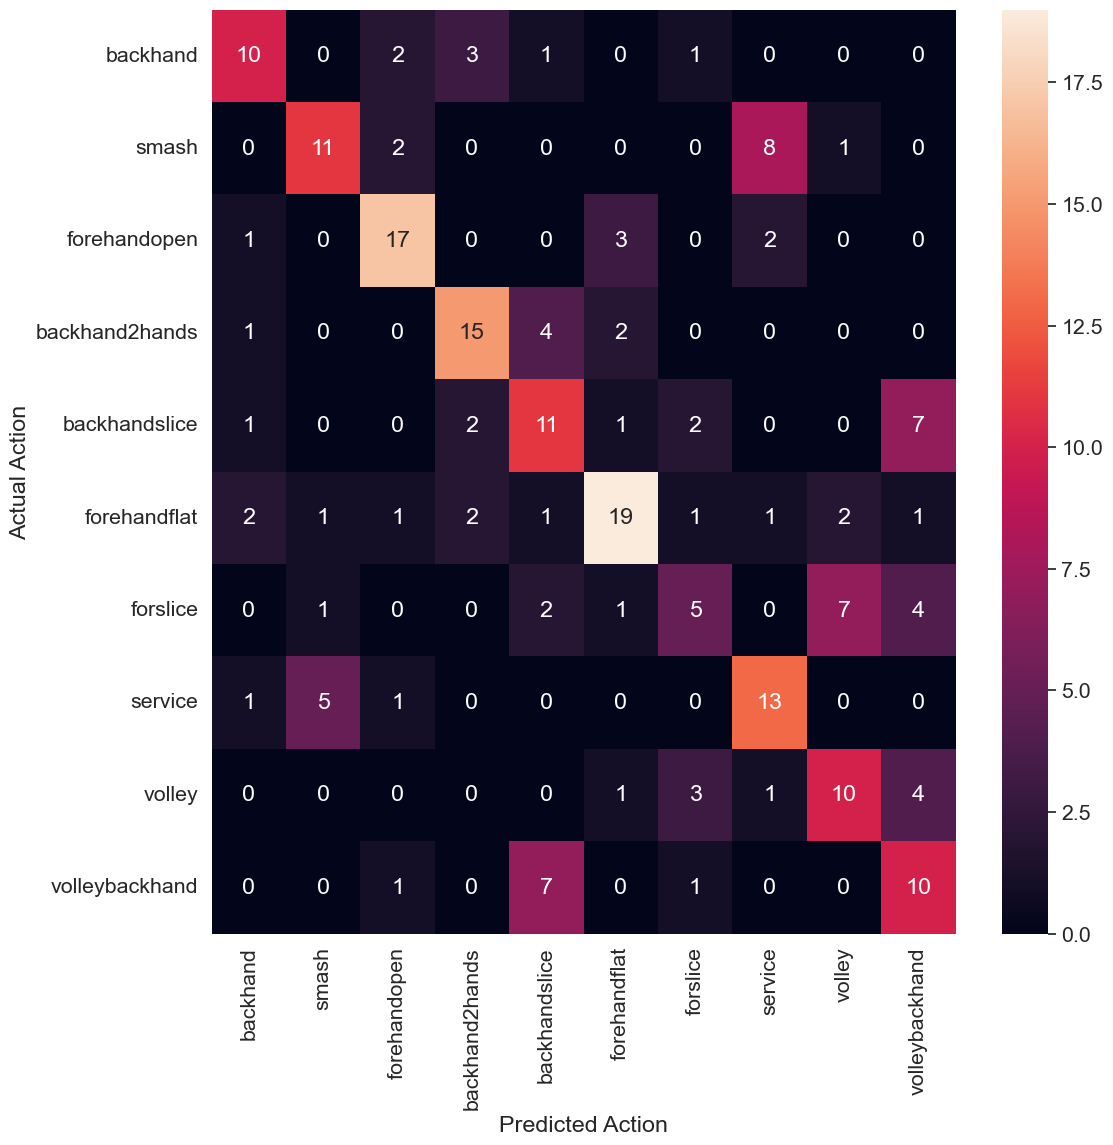 backhand 10 0 2 3 1 0 1 0 0 0
smash 0 11 2 0 0 0 0 8 1 0
forehandopen 1 0 17 0 0 3 0 2 0 0
backhand2hands 1 0 0 15 4 2 0 0 0 0
backhandslice 1 0 0 2 11 1 2 0 0 7
forehandflat 2 1 1 2 1 19 1 1 2 1
forslice 0 1 0 0 2 1 5 0 7 4
service 1 5 1 0 0 0 0 13 0 0
volley 0 0 0 0 0 1 3 1 10 4
volleybackhand 0 0 1 0 7 0 1 0 0 10
Actual Action
backhand
smash
forehandopen
backhand2hands
backhandslice
forehandflat
forslice
service
volley
volleybackhand
Predicted Action
17.5
15.0
12.5
10.0
7.5
5.0
2.5
0.0